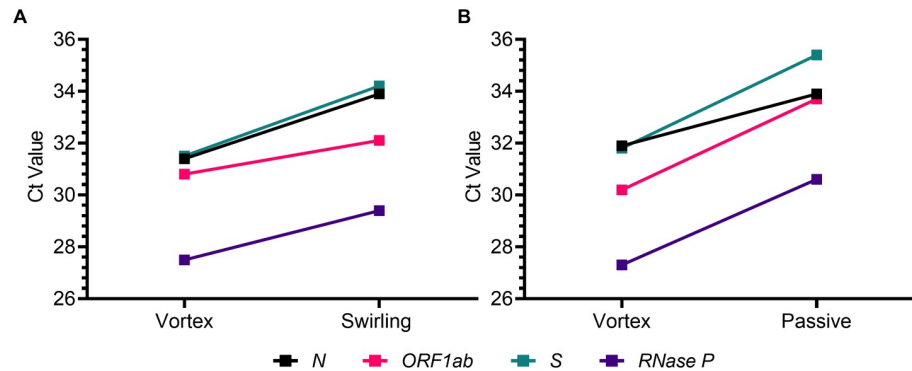 A
B
Ct Value
36
34
32
30
28
26
Vortex
Swirling
Ct Value
36
34
32
30
28
26
Vortex
Passive
N
ORF1ab
S
RNase P